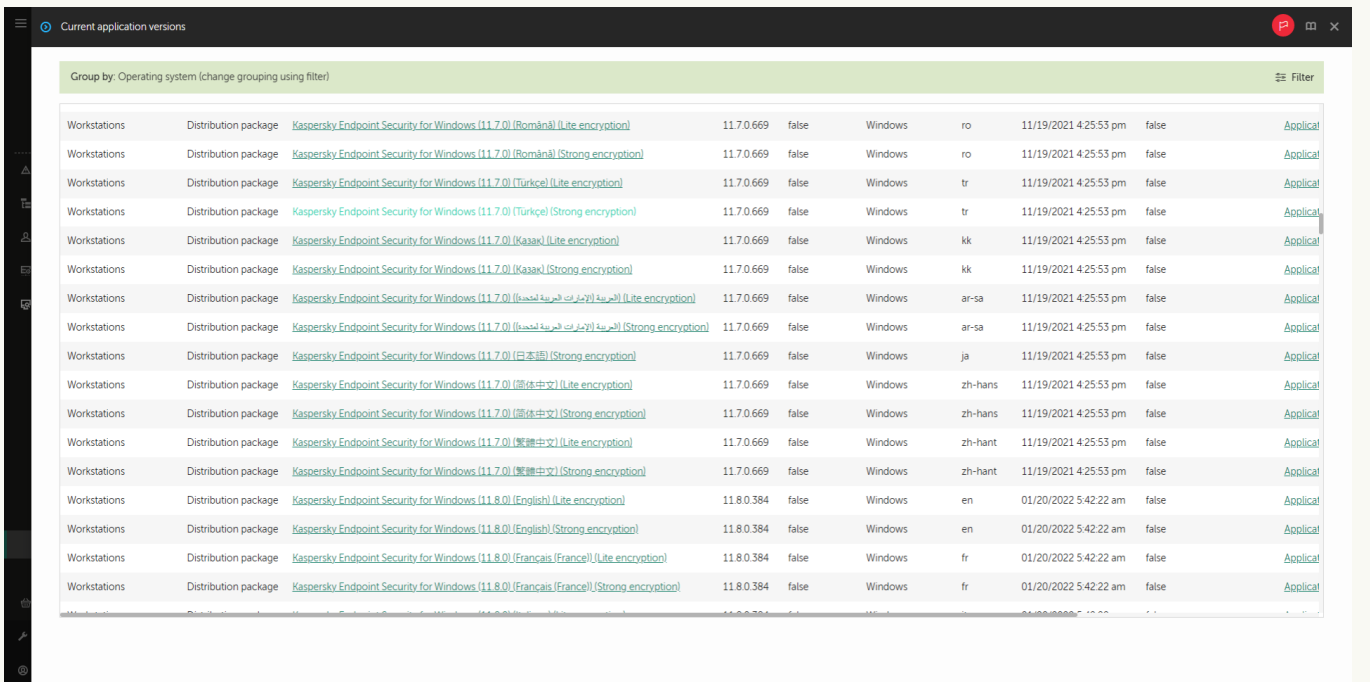 Current application versions
Group by: Operating system (change grouping using filter) Filter
Workstations Distribution package Kaspersky Endpoint Security for Windows (11.7.0) (Română) (Lite encryption) 11.7.0.669 false Windows ro 11/19/2021 4:25:53 pm false Applicat
Workstations Distribution package Kaspersky Endpoint Security for Windows (11.7.0) (Română) (Strong encryption) 11.7.0.669 false Windows ro 11/19/2021 4:25:53 pm false Applicat
Workstations Distribution package Kaspersky Endpoint Security for Windows (11.7.0) (Türkçe) (Lite encryption) 11.7.0.669 false Windows tr 11/19/2021 4:25:53 pm false Applicat
Workstations Distribution package Kaspersky Endpoint Security for Windows (11.7.0) (Türkçe) (Strong encryption) 11.7.0.669 false Windows tr 11/19/2021 4:25:53 pm false Applicat
Workstations Distribution package Kaspersky Endpoint Security for Windows (11.7.0) (Қазақ) (Lite encryption) 11.7.0.669 false Windows kk 11/19/2021 4:25:53 pm false Applicat
Workstations Distribution package Kaspersky Endpoint Security for Windows (11.7.0) (Қазақ) (Strong encryption) 11.7.0.669 false Windows kk 11/19/2021 4:25:53 pm false Applicat
Workstations Distribution package Kaspersky Endpoint Security for Windows (11.7.0) (العربية (الإمارات العربية لمتحدة)) (Lite encryption) 11.7.0.669 false Windows ar-sa 11/19/2021 4:25:53 pm false Applicat
Workstations Distribution package Kaspersky Endpoint Security for Windows (11.7.0) (العربية (الإمارات العربية لمتحدة)) (Strong encryption) 11.7.0.669 false Windows ar-sa 11/19/2021 4:25:53 pm false Applicat
Workstations Distribution package Kaspersky Endpoint Security for Windows (11.7.0) (日本語) (Strong encryption) 11.7.0.669 false Windows ja 11/19/2021 4:25:53 pm false Applicat
Workstations Distribution package Kaspersky Endpoint Security for Windows (11.7.0) (简体中文) (Lite encryption) 11.7.0.669 false Windows zh-hans 11/19/2021 4:25:53 pm false Applicat
Workstations Distribution package Kaspersky Endpoint Security for Windows (11.7.0) (简体中文) (Strong encryption) 11.7.0.669 false Windows zh-hans 11/19/2021 4:25:53 pm false Applicat
Workstations Distribution package Kaspersky Endpoint Security for Windows (11.7.0) (繁體中文) (Lite encryption) 11.7.0.669 false Windows zh-hant 11/19/2021 4:25:53 pm false Applicat
Workstations Distribution package Kaspersky Endpoint Security for Windows (11.7.0) (繁體中文) (Strong encryption) 11.7.0.669 false Windows zh-hant 11/19/2021 4:25:53 pm false Applicat
Workstations Distribution package Kaspersky Endpoint Security for Windows (11.8.0) (English) (Lite encryption) 11.8.0.384 false Windows en 01/20/2022 5:42:22 am false Applicat
Workstations Distribution package Kaspersky Endpoint Security for Windows (11.8.0) (English) (Strong encryption) 11.8.0.384 false Windows en 01/20/2022 5:42:22 am false Applicat
Workstations Distribution package Kaspersky Endpoint Security for Windows (11.8.0) (Français (France)) (Lite encryption) 11.8.0.384 false Windows fr 01/20/2022 5:42:22 am false Applicat
Workstations Distribution package Kaspersky Endpoint Security for Windows (11.8.0) (Français (France)) (Strong encryption) 11.8.0.384 false Windows fr 01/20/2022 5:42:22 am false Applicat